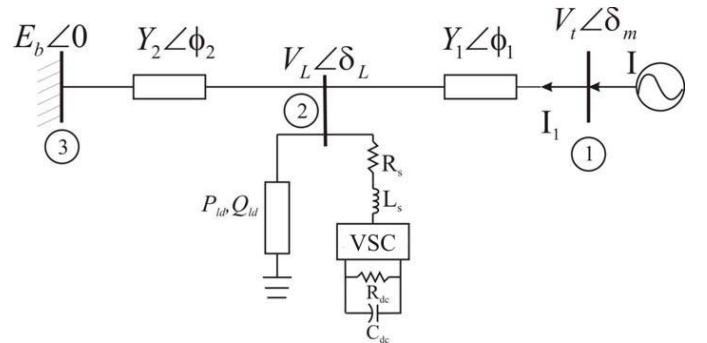 E_b∠0
Y_2∠ϕ_2
V_L∠δ_L
Y_1∠ϕ_1
V_t∠δ_m
I
I_1
2
3
1
R_s
L_s
P_ld,Q_ld
VSC
R_dc
C_dc